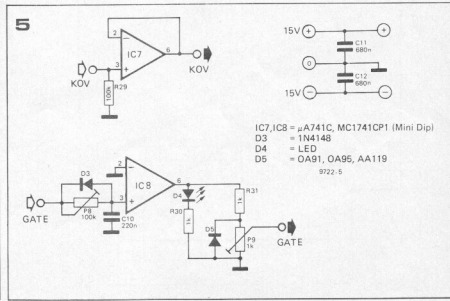 5
2
6
3
IC7
KOV
KOV
R29
100k
15V
+
+
C11
680n
0
C12
680n
15V
−
−
IC7,IC8 = µA741C, MC1741CP1 (Mini Dip)
D3 = 1N4148
D4 = LED
D5 = OA91, OA95, AA119
9722-5
D3
GATE
P8
100k
C10
220n
2
3
6
IC8
D4
R30
1k
R31
1k
D5
P9
1k
GATE